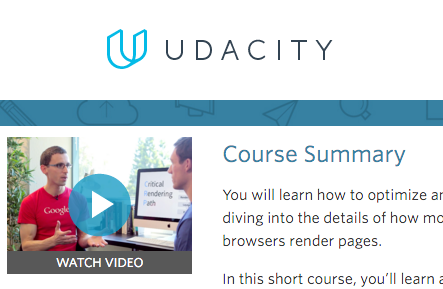 UDACITY
Course Summary
Google
Critical
Rendering
Path
WATCH VIDEO
You will learn how to optimize an
diving into the details of how mo
browsers render pages.
In this short course, you'll learn a